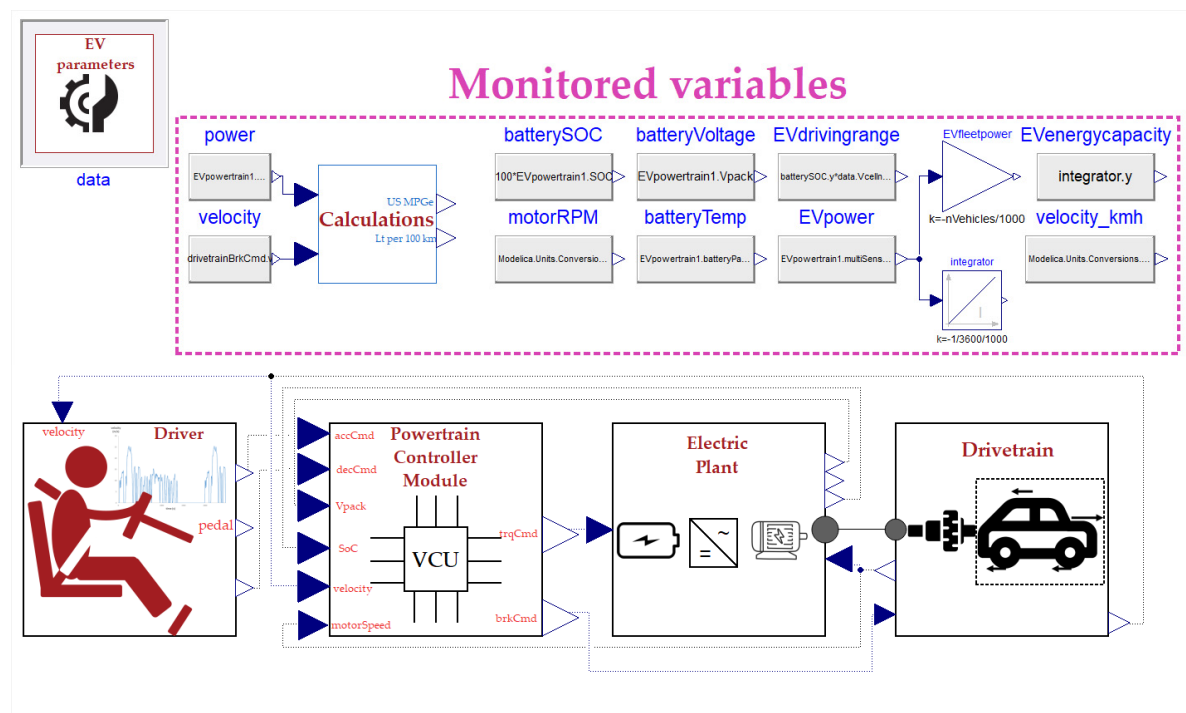 EV
parameters
data
Monitored variables
power
EVpowertrain1....
velocity
drivetrainBrkCmd.v
US MPGe
Calculations
Lt per 100 km
batterySOC
100*EVpowertrain1.SOC
batteryVoltage
EVpowertrain1.Vpack
EVdrivingrange
batterySOC.y*data.Vcelln...
EVfleetpower
k=-nVehicles/1000
EVenergycapacity
integrator.y
motorRPM
Modelica.Units.Conversio...
batteryTemp
EVpowertrain1.batteryPa...
EVpower
EVpowertrain1.multiSens...
integrator
I
k=-1/3600/1000
velocity_kmh
Modelica.Units.Conversions....
velocity
Driver
pedal
Powertrain
Controller
Module
accCmd
decCmd
Vpack
SoC
velocity
motorSpeed
VCU
trqCmd
brkCmd
Electric
Plant
~
=
Drivetrain